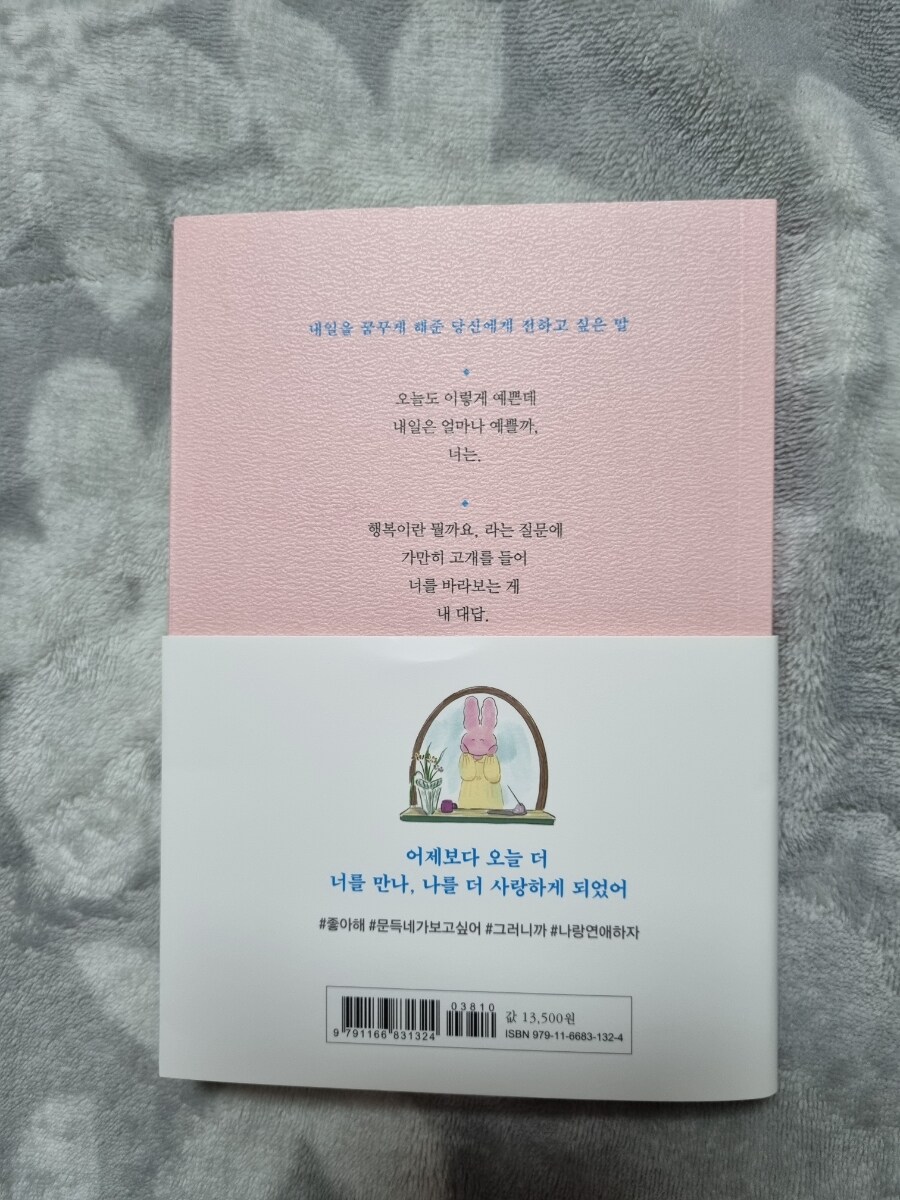 내일을 꿈꾸게 해준 당신에게 전하고 싶은 말
오늘도 이렇게 예쁜데
내일은 얼마나 예쁠까,
너는.
행복이란 뭘까요, 라는 질문에
가만히 고개를 들어
너를 바라보는 게
내 대답.
어제보다 오늘 더
너를 만나, 나를 더 사랑하게 되었어
#좋아해 #문득네가보고싶어 #그러니까 #나랑연애하자
03810
값 13,500원
9 791166 831324
ISBN 979-11-6683-132-4